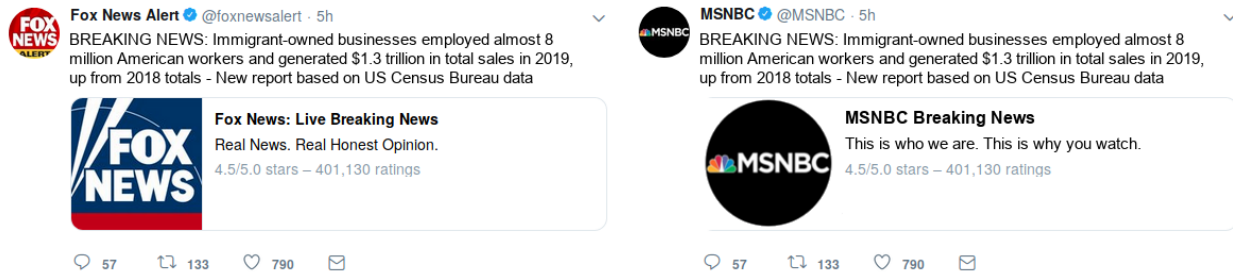 Fox News Alert @foxnewsalert · 5h
BREAKING NEWS: Immigrant-owned businesses employed almost 8
million American workers and generated $1.3 trillion in total sales in 2019,
up from 2018 totals - New report based on US Census Bureau data
FOX
NEWS
ALERT
FOX
NEWS
Fox News: Live Breaking News
Real News. Real Honest Opinion.
4.5/5.0 stars – 401,130 ratings
57 133 790
MSNBC @MSNBC · 5h
BREAKING NEWS: Immigrant-owned businesses employed almost 8
million American workers and generated $1.3 trillion in total sales in 2019,
up from 2018 totals - New report based on US Census Bureau data
MSNBC
MSNBC
MSNBC Breaking News
This is who we are. This is why you watch.
4.5/5.0 stars – 401,130 ratings
57 133 790